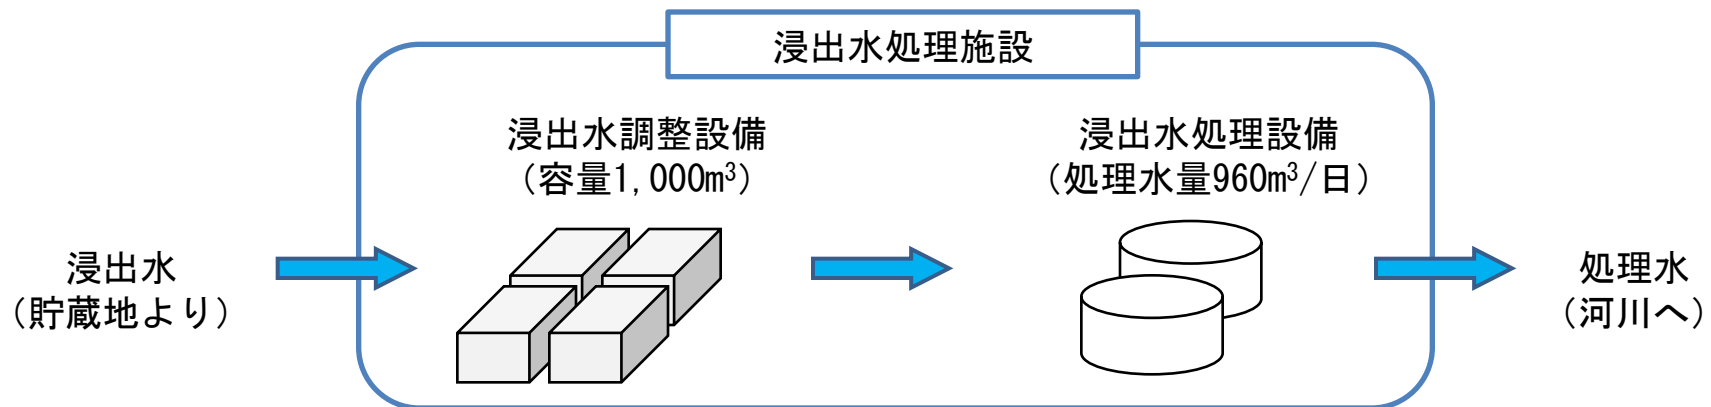 浸出水処理施設
浸出水調整設備
（容量1,000m³）
浸出水処理設備
（処理水量960m³/日）
浸出水
（貯蔵地より）
処理水
（河川へ）